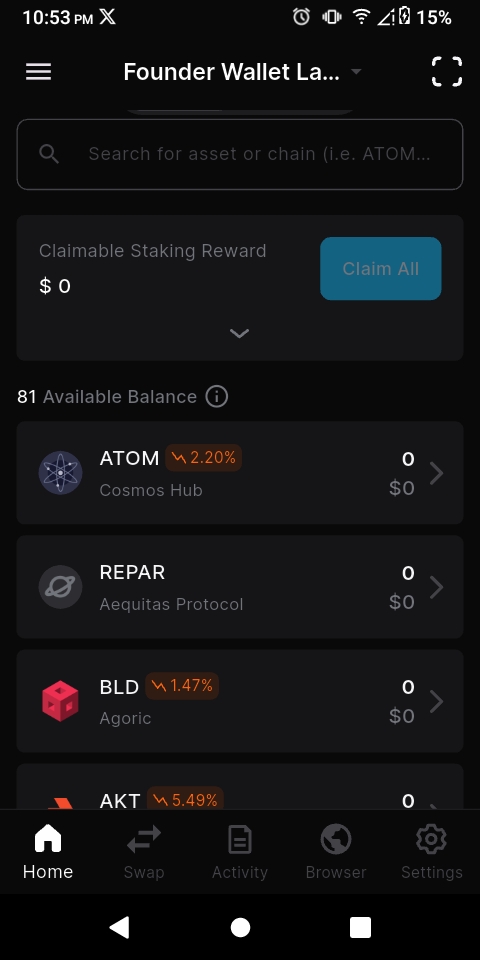 10:53 PM X 15%
Founder Wallet La...
Search for asset or chain (i.e. ATOM...
Claimable Staking Reward
$ 0
Claim All
81 Available Balance
ATOM 2.20% 0
Cosmos Hub $0
REPAR 0
Aequitas Protocol $0
BLD 1.47% 0
Agoric $0
AKT 5.49% 0
Home Swap Activity Browser Settings